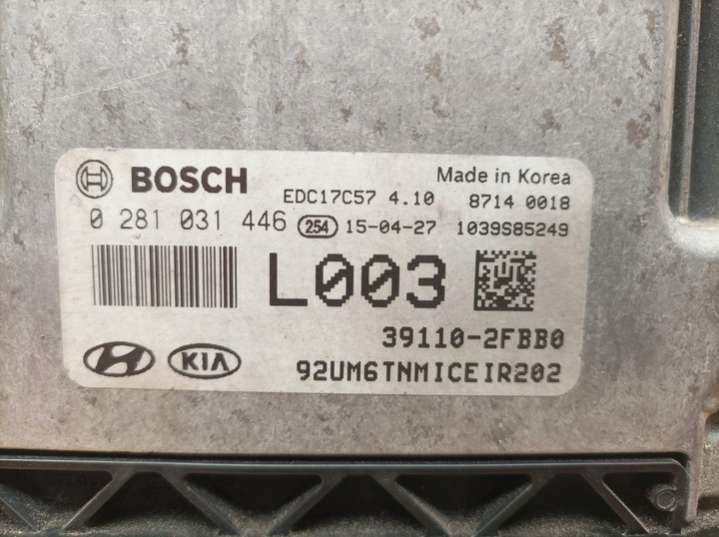 BOSCH
EDC17C57 4.10
Made in Korea
8714 0018
0 281 031 446
254 15-04-27 1039S85249
L003
39110-2FBB0
KIA
92UM6TNMICEIR202